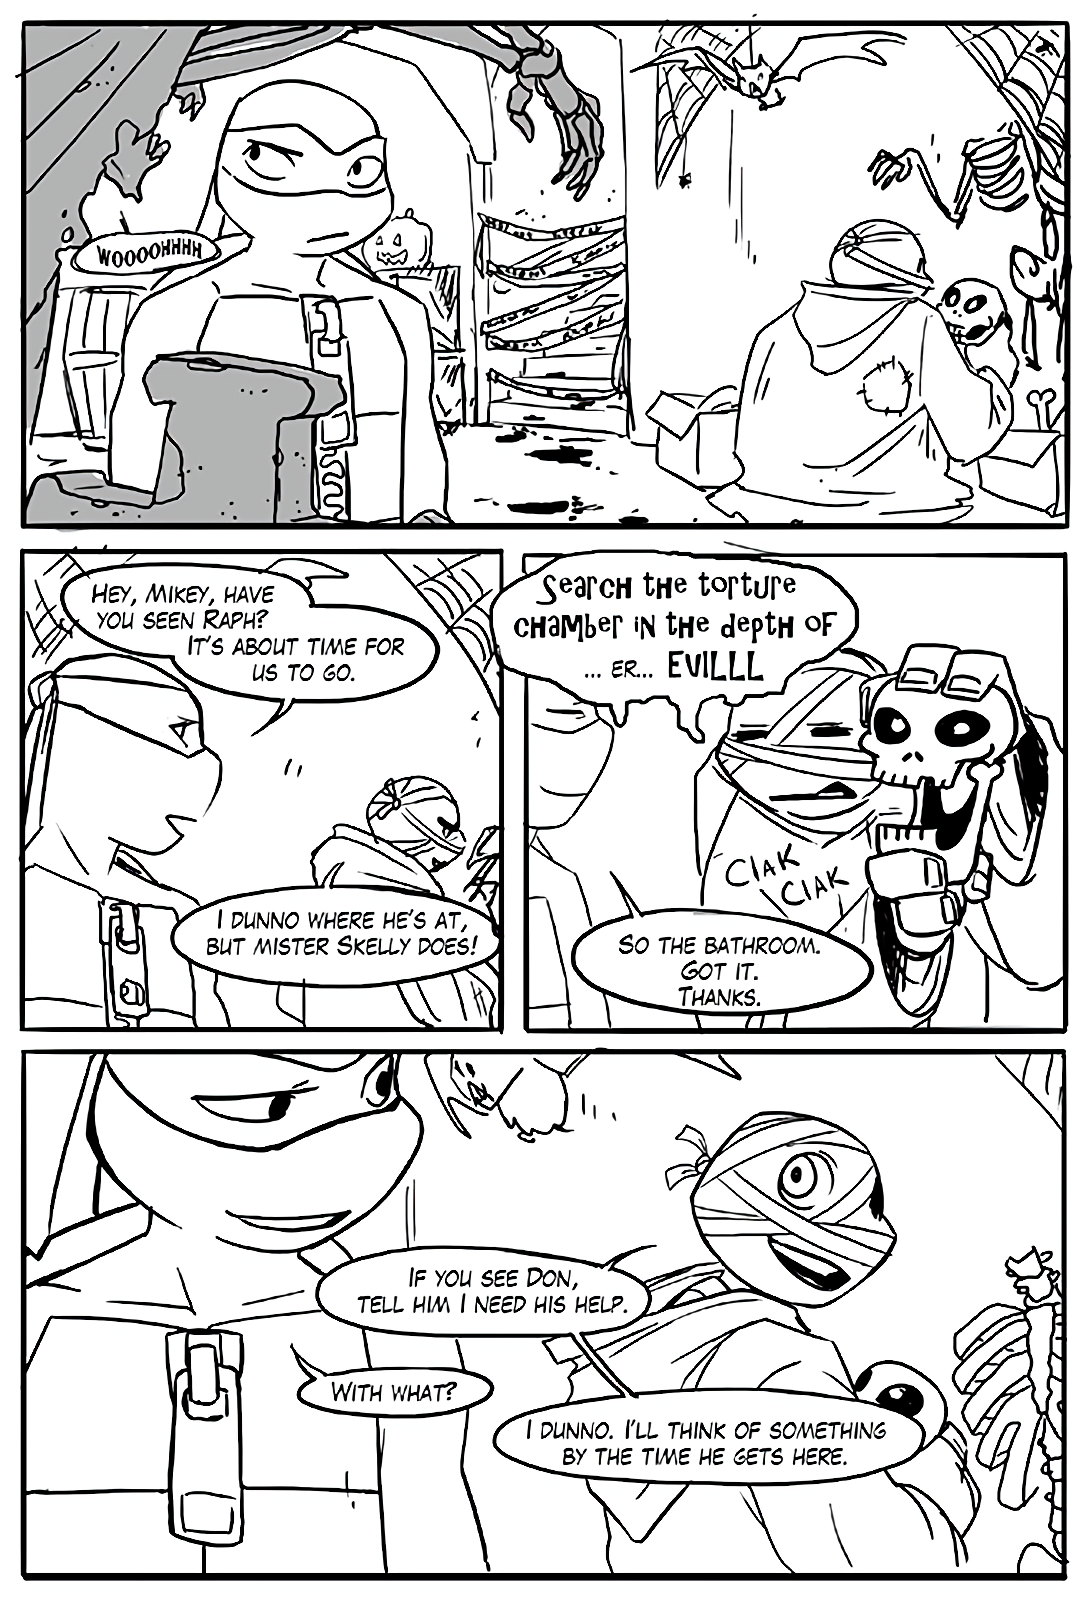 WOOOOHHHH
HEY, MIKEY, HAVE
YOU SEEN RAPH?
IT'S ABOUT TIME FOR
US TO GO.
I DUNNO WHERE HE'S AT,
BUT MISTER SKELLY DOES!
SEARCH THE TORTURE
CHAMBER IN THE DEPTH OF
... ER... EVILLL
CLAK
CLAK
SO THE BATHROOM.
GOT IT.
THANKS.
IF YOU SEE DON,
TELL HIM I NEED HIS HELP.
WITH WHAT?
I DUNNO. I'LL THINK OF SOMETHING
BY THE TIME HE GETS HERE.